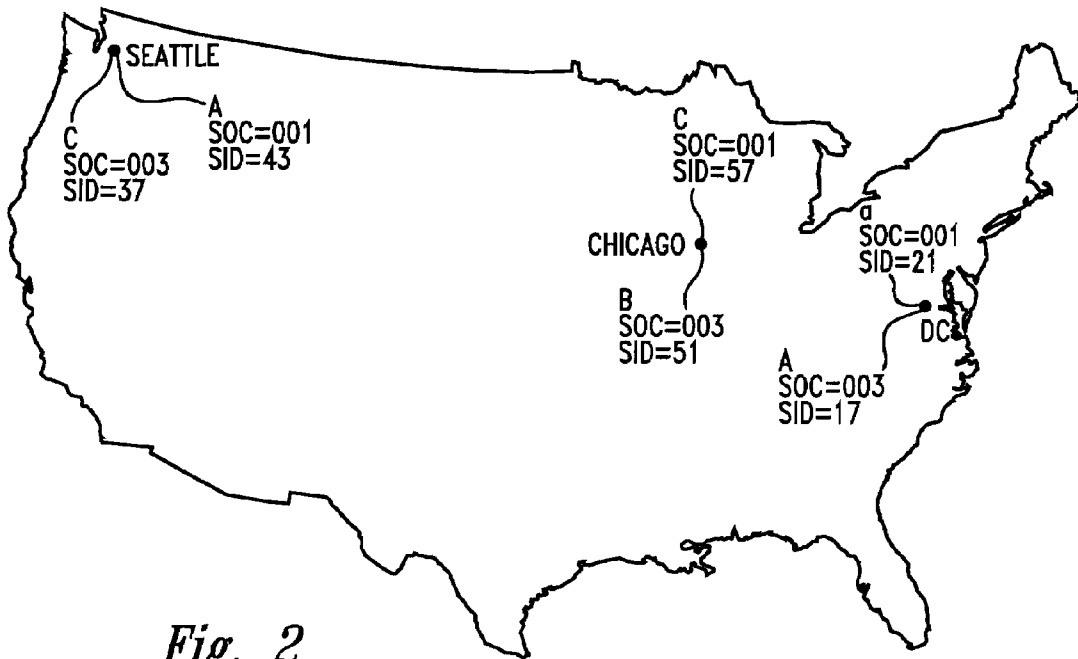 SEATTLE
A
SOC=001
SID=43
C
SOC=003
SID=37
C
SOC=001
SID=57
CHICAGO
B
SOC=003
SID=51
a
SOC=001
SID=21
DC
A
SOC=003
SID=17
Fig. 2